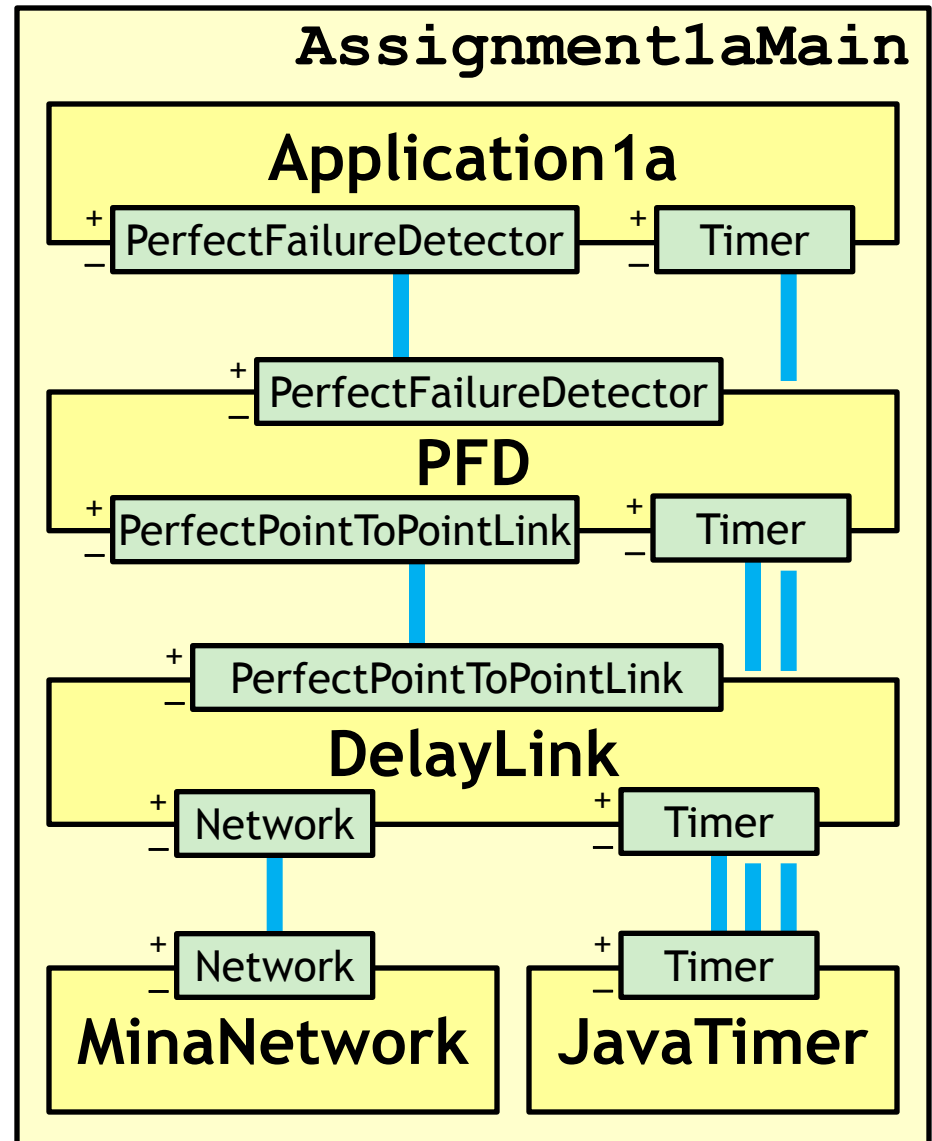 Assignment1aMain
Application1a
+ +
PerfectFailureDetector Timer
– –
+
PerfectFailureDetector
–
PFD
+ +
PerfectPointToPointLink Timer
– –
+
PerfectPointToPointLink
–
DelayLink
+ +
Network Timer
– –
+ +
Network Timer
– –
MinaNetwork JavaTimer